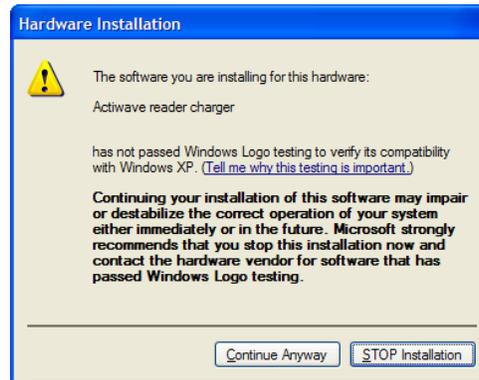 Hardware Installation
The software you are installing for this hardware:
Actiwave reader charger
has not passed Windows Logo testing to verify its compatibility
with Windows XP. (Tell me why this testing is important.)
Continuing your installation of this software may impair
or destabilize the correct operation of your system
either immediately or in the future. Microsoft strongly
recommends that you stop this installation now and
contact the hardware vendor for software that has
passed Windows Logo testing.
Continue Anyway STOP Installation